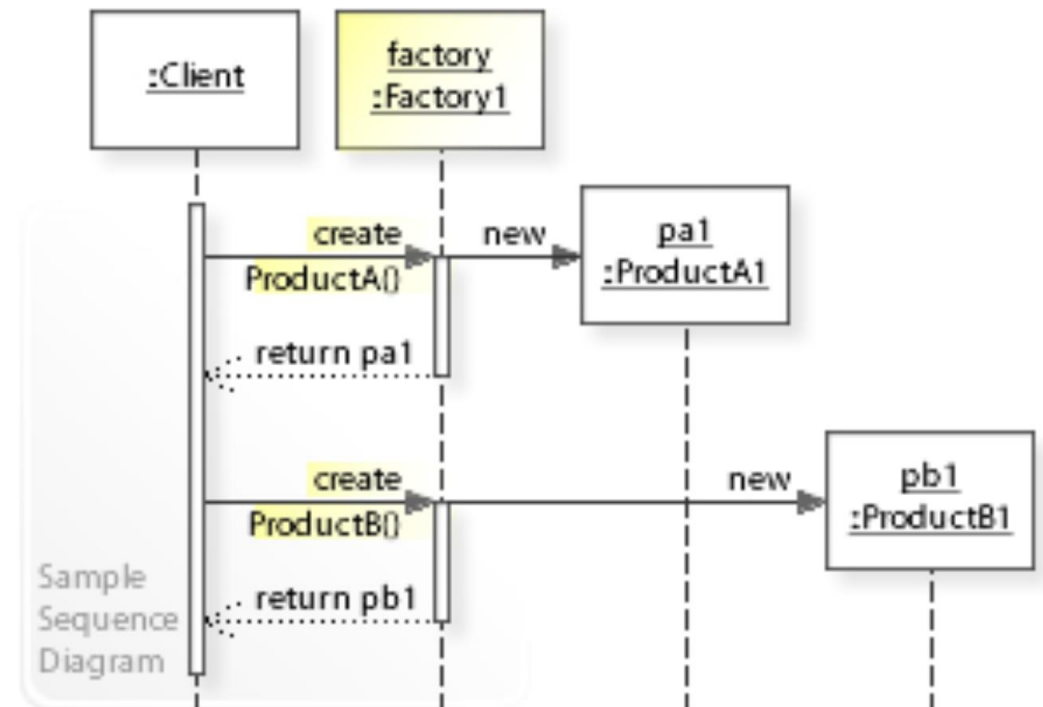 :Client
factory
:Factory1
create
ProductA()
new
pa1
:ProductA1
return pa1
create
ProductB()
new
pb1
:ProductB1
return pb1
Sample
Sequence
Diagram